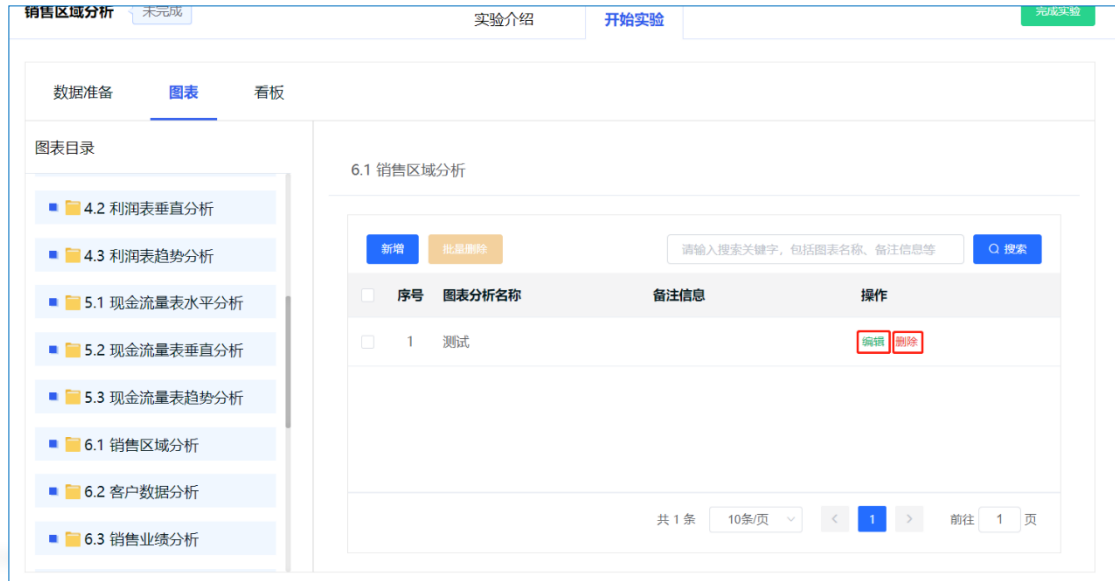 销售区域分析 未完成 实验介绍 开始实验 完成实验
数据准备 图表 看板
图表目录
6.1 销售区域分析
4.2 利润表垂直分析
4.3 利润表趋势分析
5.1 现金流量表水平分析
5.2 现金流量表垂直分析
5.3 现金流量表趋势分析
6.1 销售区域分析
6.2 客户数据分析
6.3 销售业绩分析
新增 批量删除 请输入搜索关键字，包括图表名称、备注信息等 搜索
序号 图表分析名称 备注信息 操作
1 测试 编辑 删除
共 1 条 10条/页 < 1 > 前往 1 页